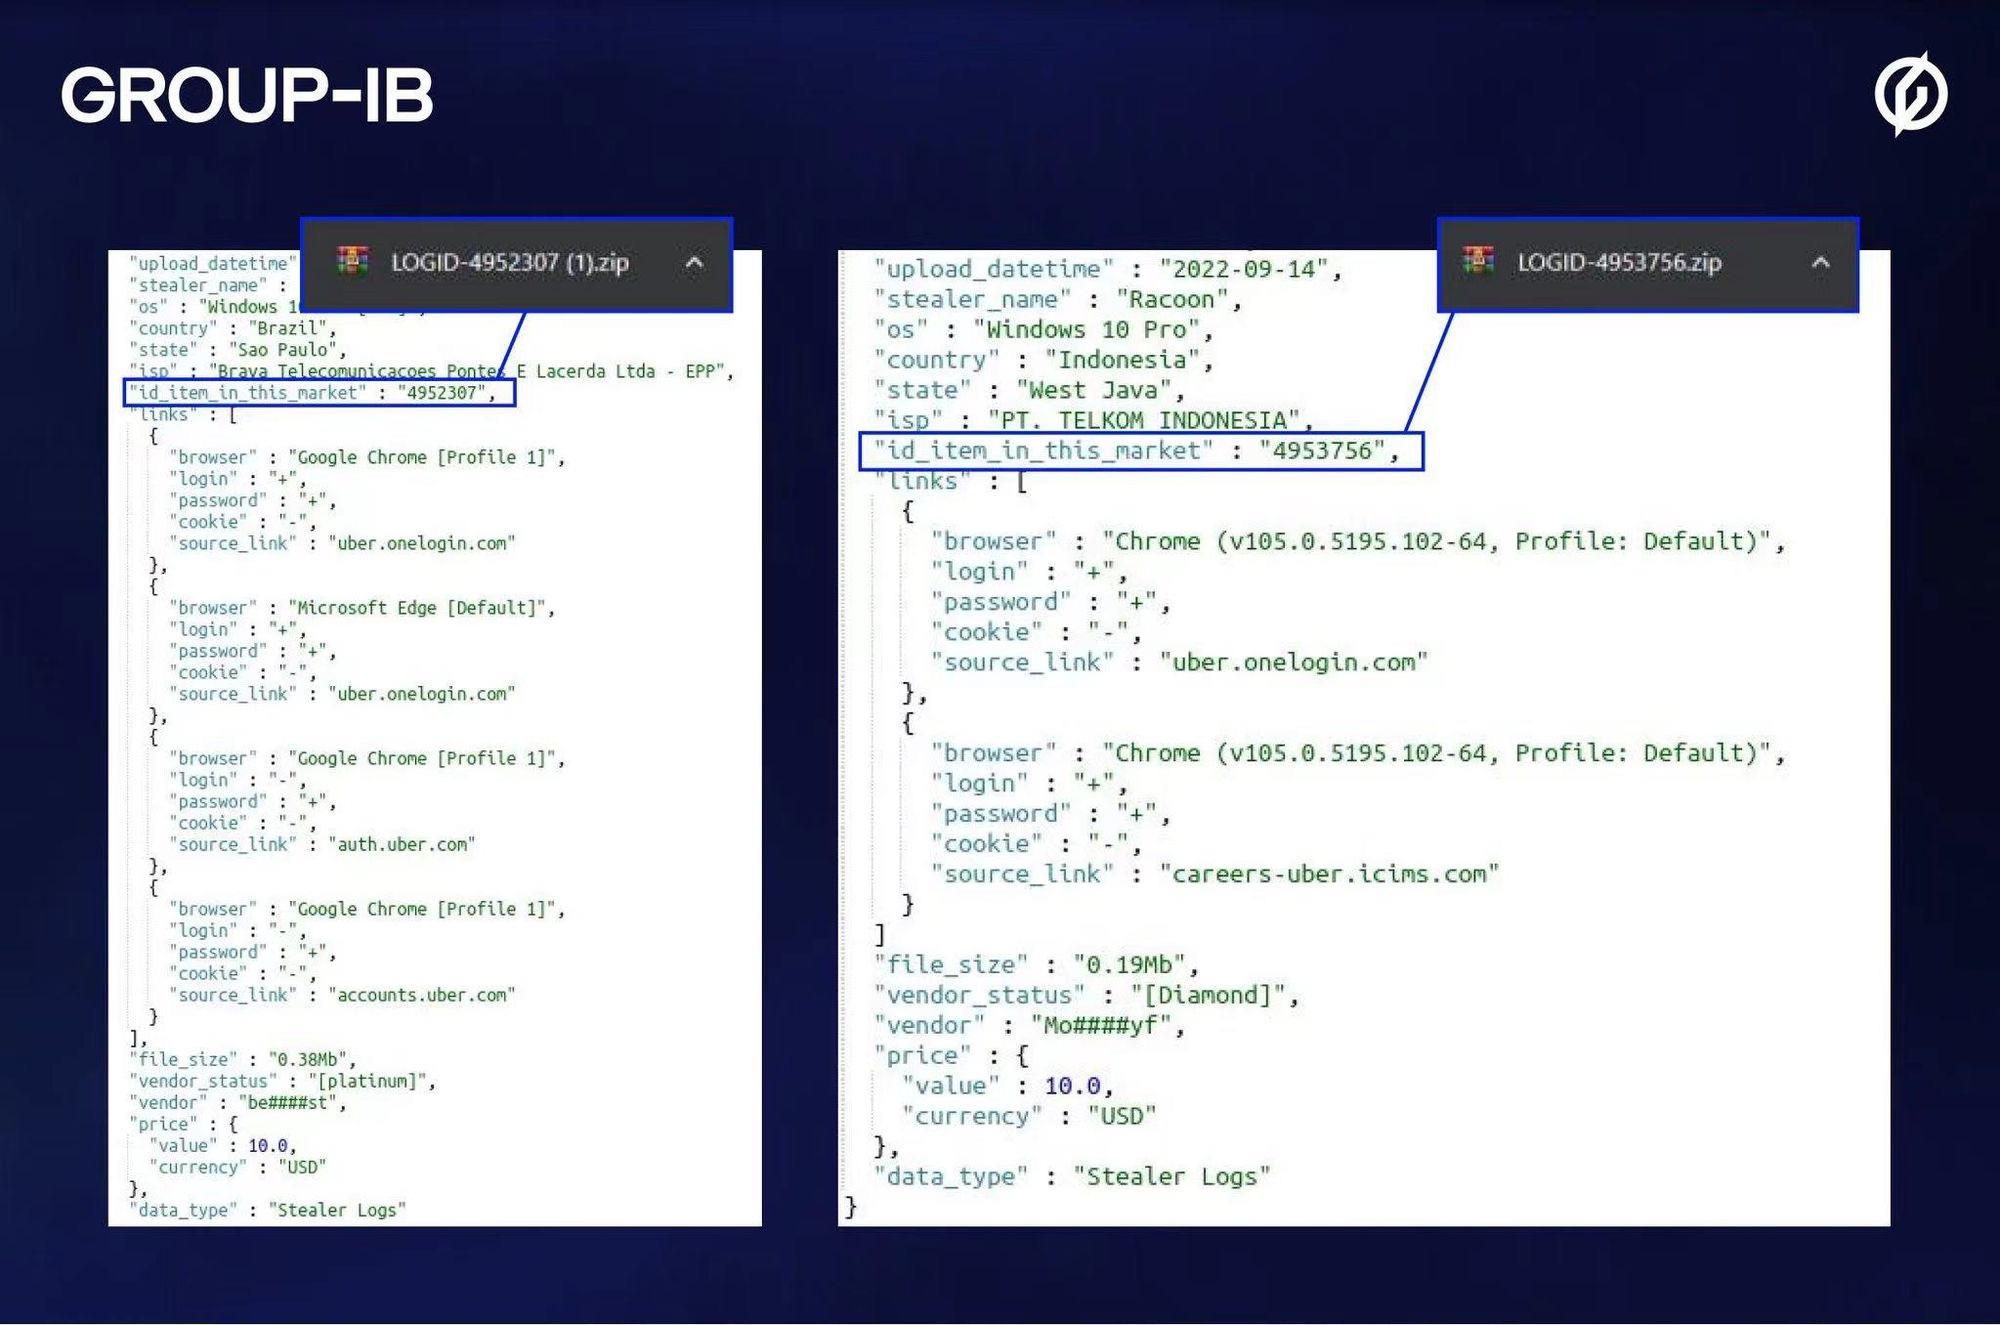 GROUP-IB
LOGID-4952307 (1).zip
"upload_datetime"
"stealer_name" :
"os" : "Windows 10
"country" : "Brazil",
"state" : "Sao Paulo",
"isp" : "Brava Telecomunicacoes Pontes E Lacerda Ltda - EPP",
"id_item_in_this_market" : "4952307",
"links" : [
{
"browser" : "Google Chrome [Profile 1]",
"login" : "+",
"password" : "+",
"cookie" : "-",
"source_link" : "uber.onelogin.com"
},
{
"browser" : "Microsoft Edge [Default]",
"login" : "+",
"password" : "+",
"cookie" : "-",
"source_link" : "uber.onelogin.com"
},
{
"browser" : "Google Chrome [Profile 1]",
"login" : "-",
"password" : "+",
"cookie" : "-",
"source_link" : "auth.uber.com"
},
{
"browser" : "Google Chrome [Profile 1]",
"login" : "-",
"password" : "+",
"cookie" : "-",
"source_link" : "accounts.uber.com"
}
],
"file_size" : "0.38Mb",
"vendor_status" : "[platinum]",
"vendor" : "be####st",
"price" : {
"value" : 10.0,
"currency" : "USD"
},
"data_type" : "Stealer Logs"
LOGID-4953756.zip
"upload_datetime" : "2022-09-14",
"stealer_name" : "Racoon",
"os" : "Windows 10 Pro",
"country" : "Indonesia",
"state" : "West Java",
"isp" : "PT. TELKOM INDONESIA",
"id_item_in_this_market" : "4953756",
"links" : [
{
"browser" : "Chrome (v105.0.5195.102-64, Profile: Default)",
"login" : "+",
"password" : "+",
"cookie" : "-",
"source_link" : "uber.onelogin.com"
},
{
"browser" : "Chrome (v105.0.5195.102-64, Profile: Default)",
"login" : "+",
"password" : "+",
"cookie" : "-",
"source_link" : "careers-uber.icims.com"
}
]
"file_size" : "0.19Mb",
"vendor_status" : "[Diamond]",
"vendor" : "Mo####yf",
"price" : {
"value" : 10.0,
"currency" : "USD"
},
"data_type" : "Stealer Logs"
}